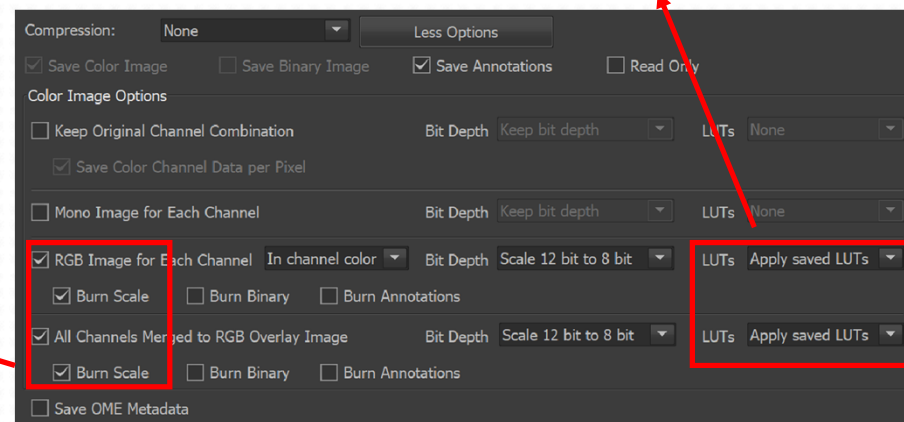 Compression: None Less Options
Save Color Image Save Binary Image Save Annotations Read Only
Color Image Options
Keep Original Channel Combination Bit Depth Keep bit depth LUTs None
Save Color Channel Data per Pixel
Mono Image for Each Channel Bit Depth Keep bit depth LUTs None
RGB Image for Each Channel In channel color Bit Depth Scale 12 bit to 8 bit LUTs Apply saved LUTs
Burn Scale Burn Binary Burn Annotations
All Channels Merged to RGB Overlay Image Bit Depth Scale 12 bit to 8 bit LUTs Apply saved LUTs
Burn Scale Burn Binary Burn Annotations
Save OME Metadata